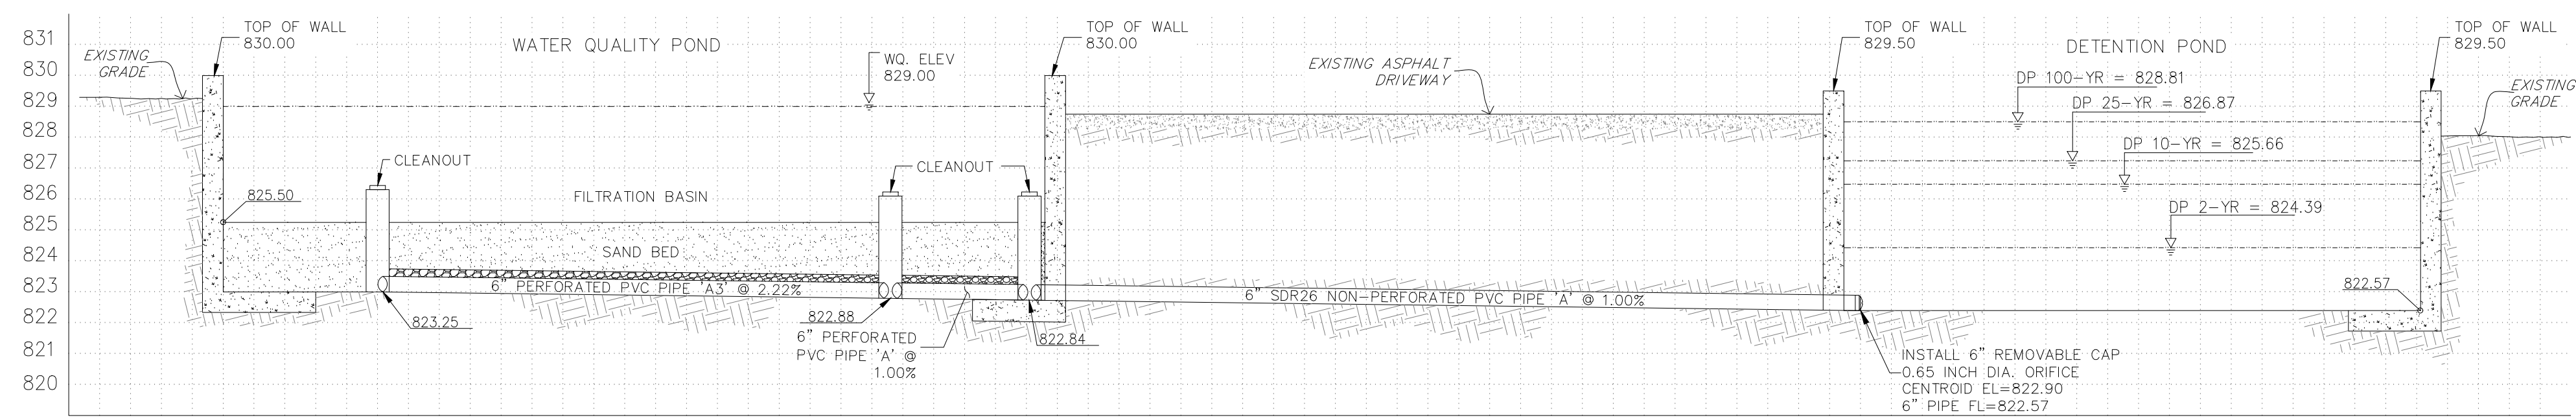 831
830
829
828
827
826
825
824
823
822
821
820
EXISTING
GRADE
TOP OF WALL
830.00
WATER QUALITY POND
WQ. ELEV
829.00
TOP OF WALL
830.00
EXISTING ASPHALT
DRIVEWAY
TOP OF WALL
829.50
DETENTION POND
DP 100-YR = 828.81
DP 25-YR = 826.87
DP 10-YR = 825.66
DP 2-YR = 824.39
TOP OF WALL
829.50
EXISTING
GRADE
825.50
CLEANOUT
FILTRATION BASIN
CLEANOUT
SAND BED
6" PERFORATED PVC PIPE 'A3' @ 2.22%
823.25
822.88
6" PERFORATED
PVC PIPE 'A' @
1.00%
822.84
6" SDR26 NON-PERFORATED PVC PIPE 'A' @ 1.00%
822.57
INSTALL 6" REMOVABLE CAP
0.65 INCH DIA. ORIFICE
CENTROID EL=822.90
6" PIPE FL=822.57